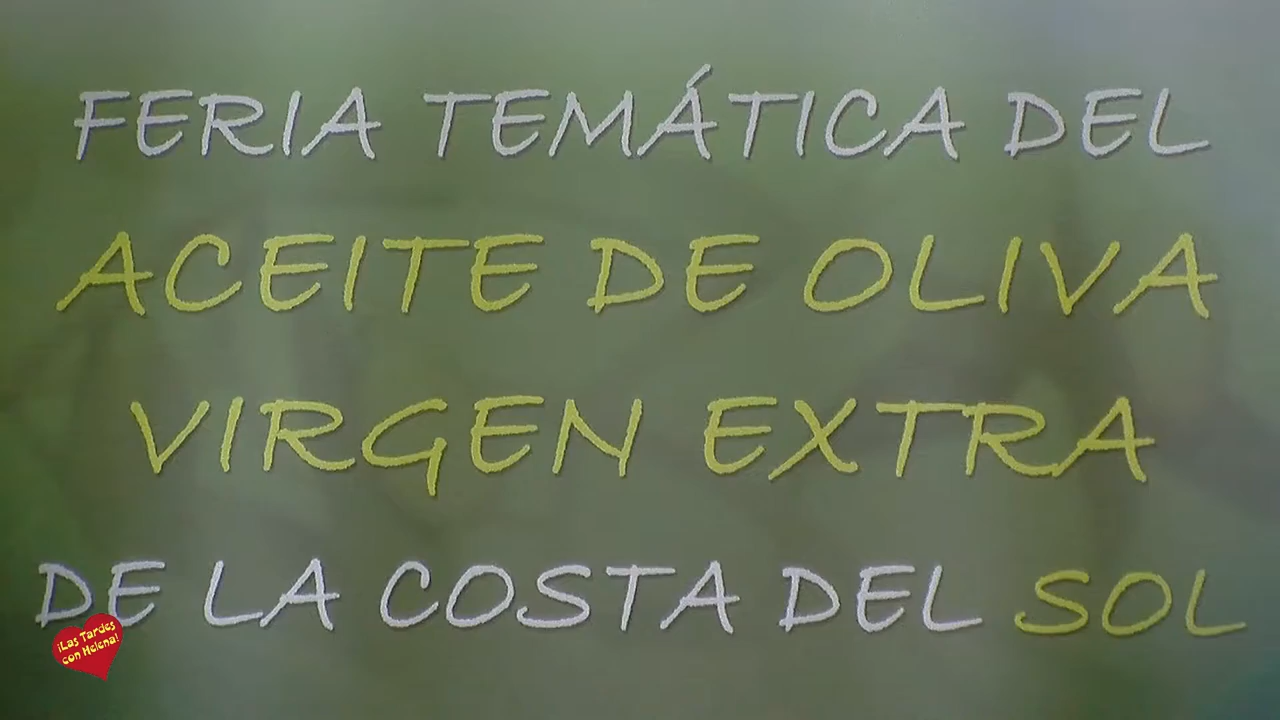 FERIA TEMÁTICA DEL
ACEITE DE OLIVA
VIRGEN EXTRA
DE LA COSTA DEL SOL
¡Las Tardes
con Helena!